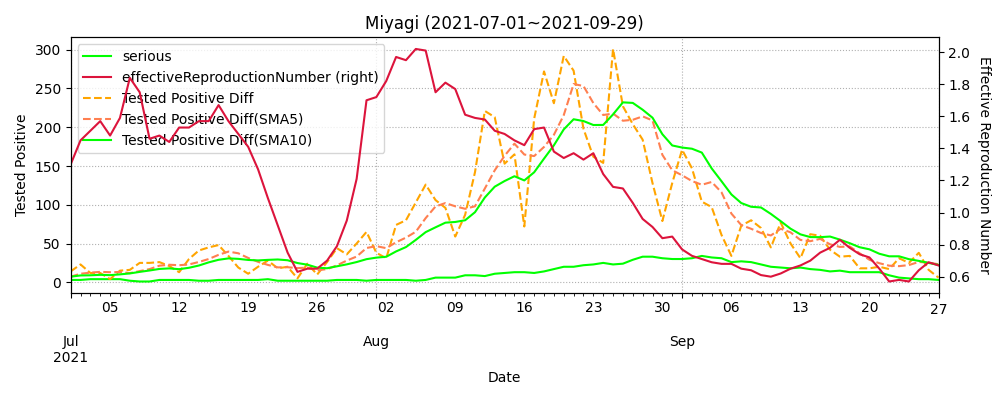 Miyagi (2021-07-01~2021-09-29)
serious
effectiveReproductionNumber (right)
Tested Positive Diff
Tested Positive Diff(SMA5)
Tested Positive Diff(SMA10)
Tested Positive
300
250
200
150
100
50
0
2.0
1.8
1.6
1.4
1.2
1.0
0.8
0.6
Effective Reproduction Number
05 12 19 26 02 09 16 23 30 06 13 20 27
Jul Aug Sep
2021
Date